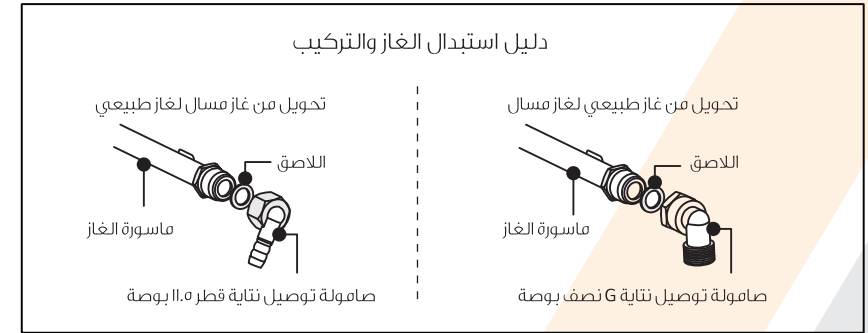 دليل استبدال الغاز والتركيب
تحويل من غاز طبيعي لغاز مسال
اللاصق
ماسورة الغاز
صامولة توصيل نتاية G نصف بوصة
تحويل من غاز مسال لغاز طبيعي
اللاصق
ماسورة الغاز
صامولة توصيل نتاية قطر ١١.٥ بوصة